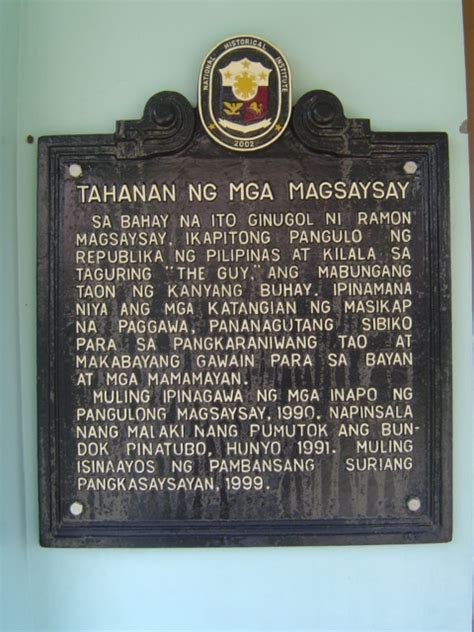 NATIONAL HISTORICAL INSTITUTE
2002
TAHANAN NG MGA MAGSAYSAY
SA BAHAY NA ITO GINUGOL NI RAMON
MAGSAYSAY, IKAPITONG PANGULO NG
REPUBLIKA NG PILIPINAS AT KILALA SA
TAGURING "THE GUY," ANG MABUNGANG
TAON NG KANYANG BUHAY. IPINAMANA
NIYA ANG MGA KATANGIAN NG MASIKAP
NA PAGGAWA, PANANAGUTANG SIBIKO
PARA SA PANGKARANIWANG TAO AT
MAKABAYANG GAWAIN PARA SA BAYAN
AT MGA MAMAMAYAN.
MULING IPINAGAWA NG MGA INAPO NG
PANGULONG MAGSAYSAY, 1990. NAPINSALA
NANG MALAKI NANG PUMUTOK ANG BUN-
DOK PINATUBO, HUNYO 1991. MULING
ISINAAYOS NG PAMBANSANG SURIANG
PANGKASAYSAYAN, 1999.